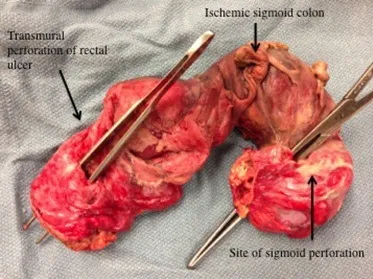 Ischemic sigmoid colon
Transmural
perforation of rectal
ulcer
Site of sigmoid perforation